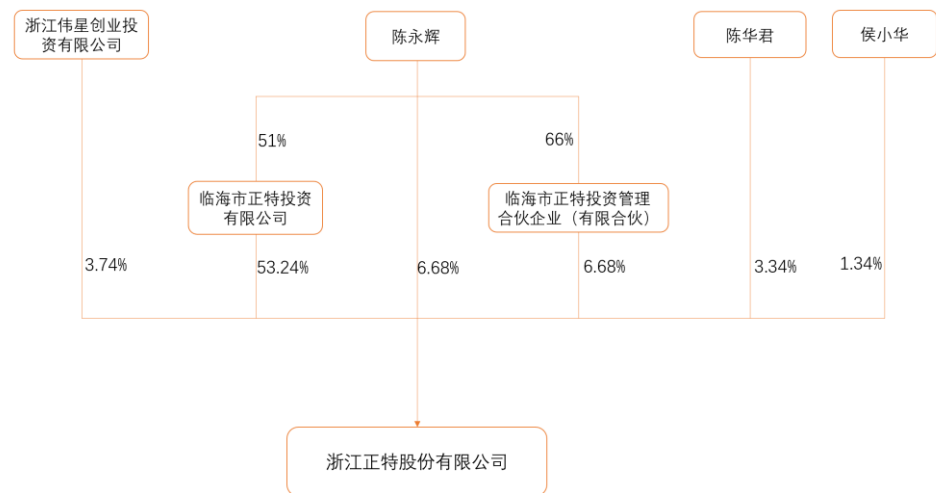 浙江伟星创业投
资有限公司
陈永辉
陈华君
侯小华
51%
66%
临海市正特投资
有限公司
临海市正特投资管理
合伙企业（有限合伙）
3.74%
53.24%
6.68%
6.68%
3.34%
1.34%
浙江正特股份有限公司